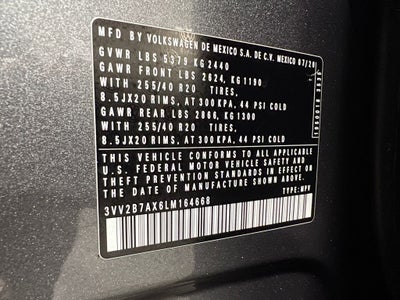 MFD BY VOLKSWAGEN DE MEXICO S.A. DE C.V. MEXICO 07/20
GVWR LBS 5379 KG 2440
GAWR FRONT LBS 2624, KG 1190
WITH 255/40 R20 TIRES,
8.5JX20 RIMS, AT 300 KPA, 44 PSI COLD
GAWR REAR LBS 2866, KG 1300
WITH 255/40 R20 TIRES,
8.5JX20 RIMS, AT 300 KPA, 44 PSI COLD
THIS VEHICLE CONFORMS TO ALL APPLICABLE
U.S. FEDERAL MOTOR VEHICLE SAFETY AND
THEFT PREVENTION STANDARDS IN EFFECT ON
THE DATE OF MANUFACTURE SHOWN ABOVE.
3VV2B7AX6LM164668 TYPE: MPV